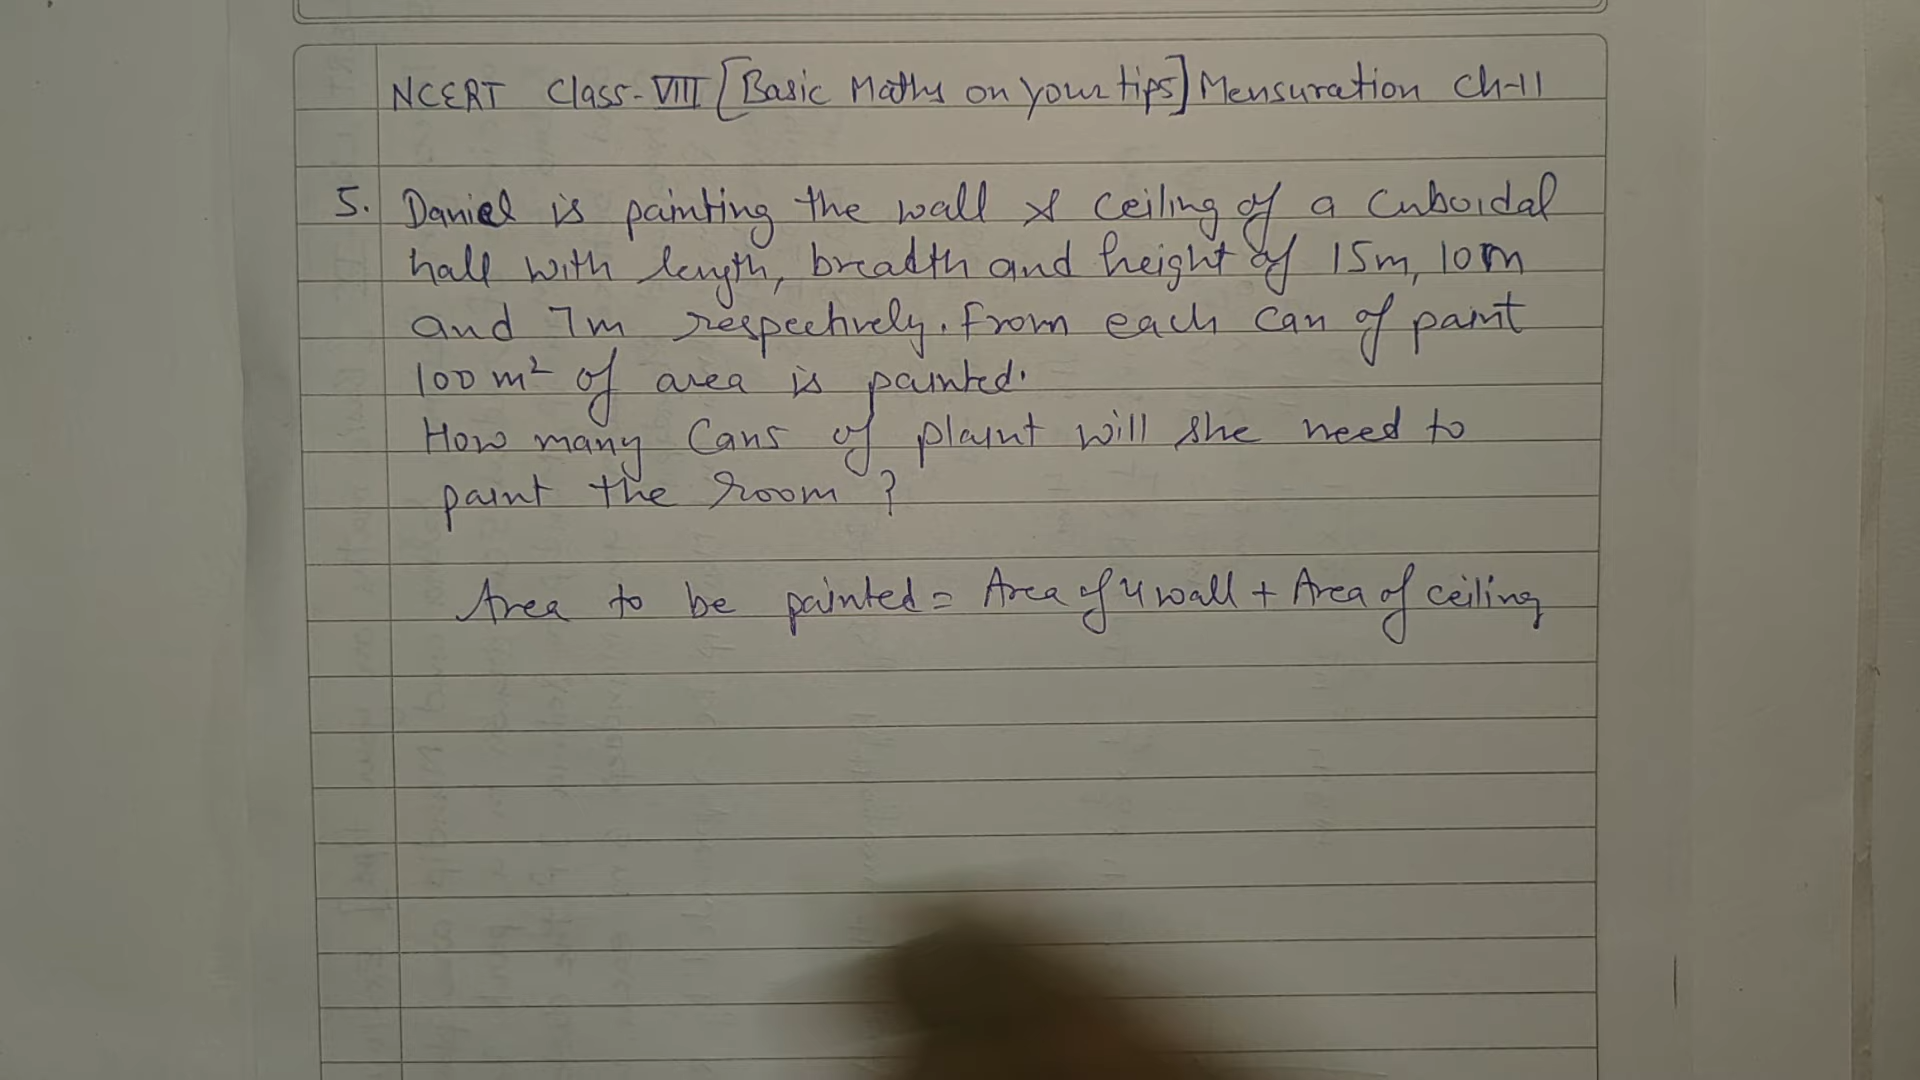 NCERT Class-VIII [Basic Maths on your tips] Mensuration Ch-11
5. Daniel is painting the wall & ceiling of a cuboidal
hall with length, breadth and height of 15m, 10m
and 7m respectively. From each can of paint
100 m² of area is painted.
How many Cans of plaint will she need to
paint the room ?
Area to be painted = Area of 4 wall + Area of ceiling